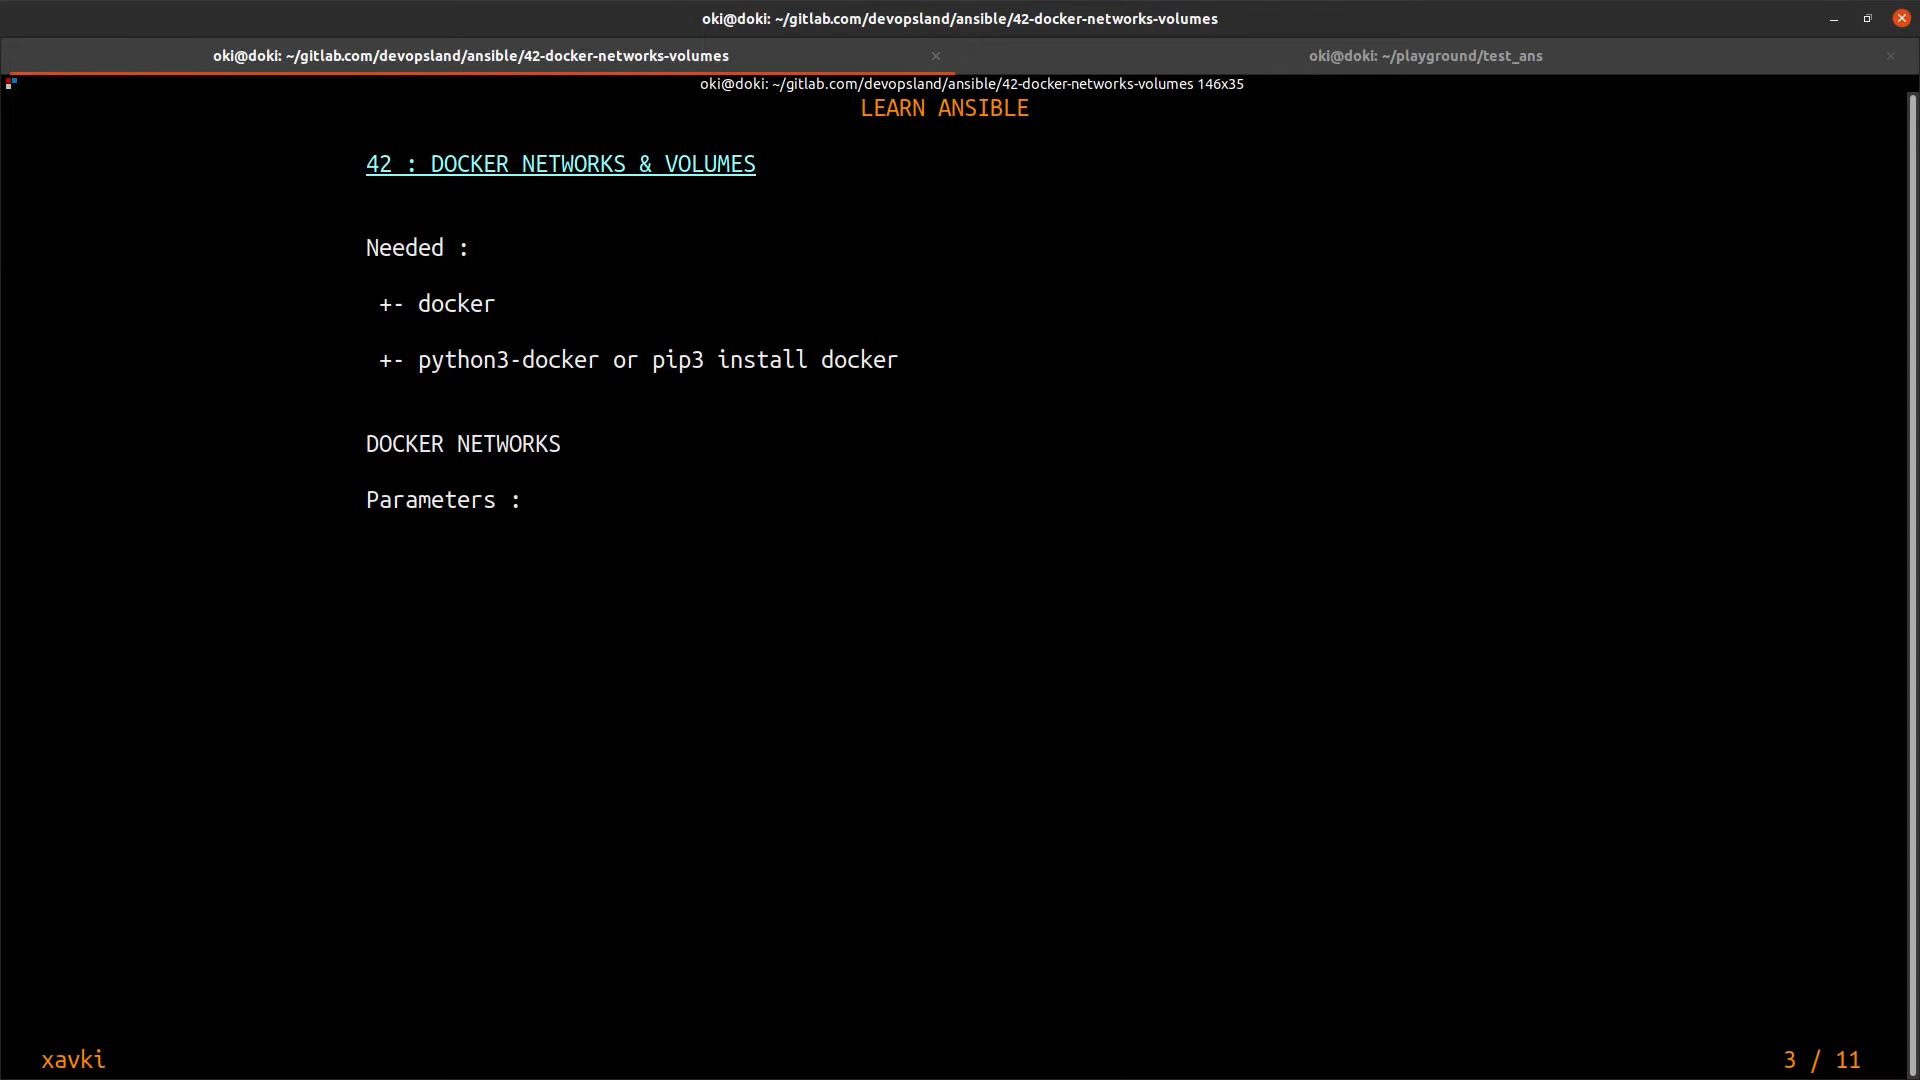 oki@doki: ~/gitlab.com/devopsland/ansible/42-docker-networks-volumes
oki@doki: ~/gitlab.com/devopsland/ansible/42-docker-networks-volumes
oki@doki: ~/playground/test_ans
oki@doki: ~/gitlab.com/devopsland/ansible/42-docker-networks-volumes 146x35
LEARN ANSIBLE
42 : DOCKER NETWORKS & VOLUMES
Needed :
+- docker
+- python3-docker or pip3 install docker
DOCKER NETWORKS
Parameters :
xavki
3 / 11